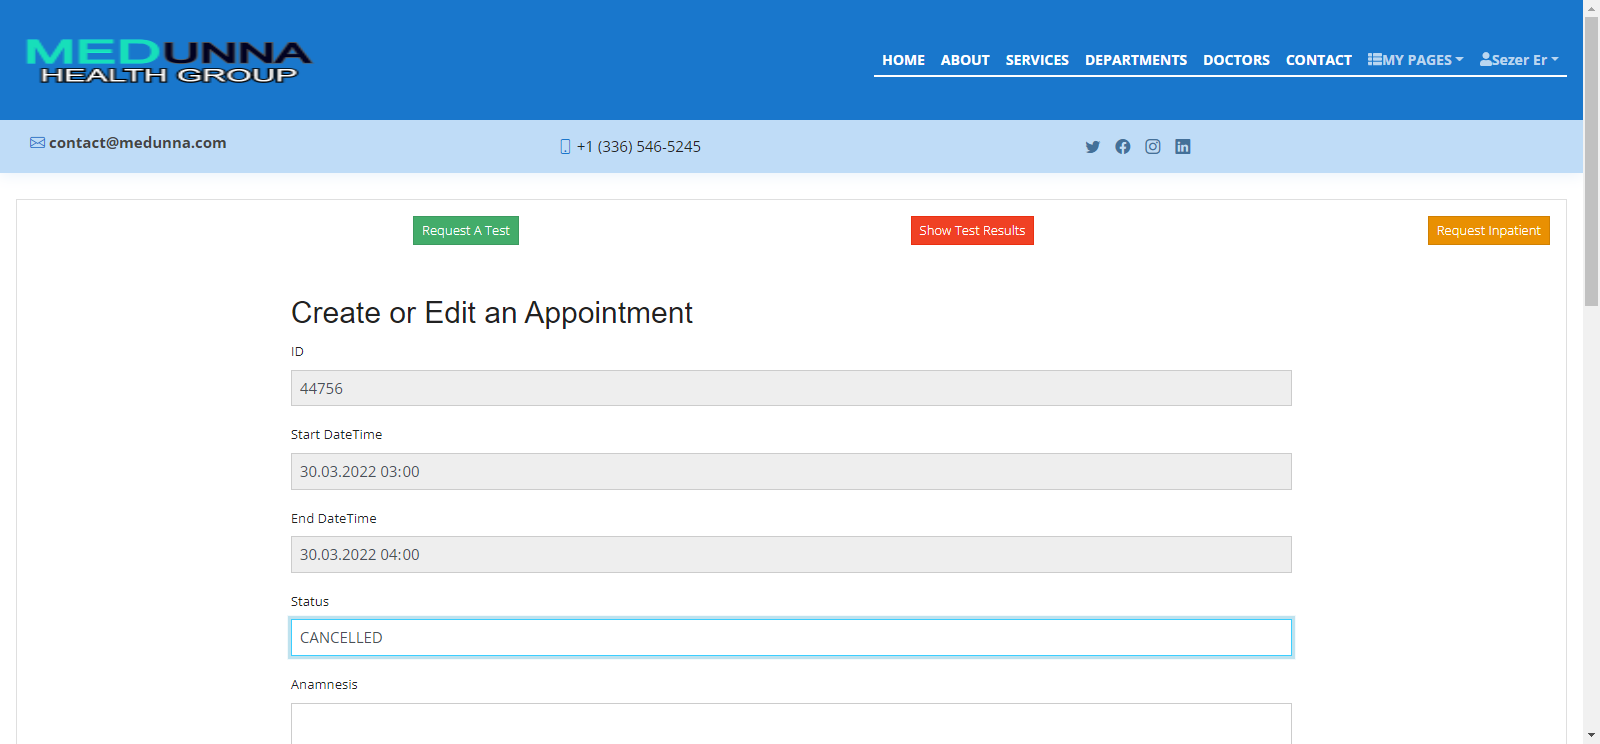 MEDUNNA
HEALTH GROUP
HOME ABOUT SERVICES DEPARTMENTS DOCTORS CONTACT MY PAGES Sezer Er
contact@medunna.com
+1 (336) 546-5245
Request A Test
Show Test Results
Request Inpatient
Create or Edit an Appointment
ID
44756
Start DateTime
30.03.2022 03:00
End DateTime
30.03.2022 04:00
Status
CANCELLED
Anamnesis